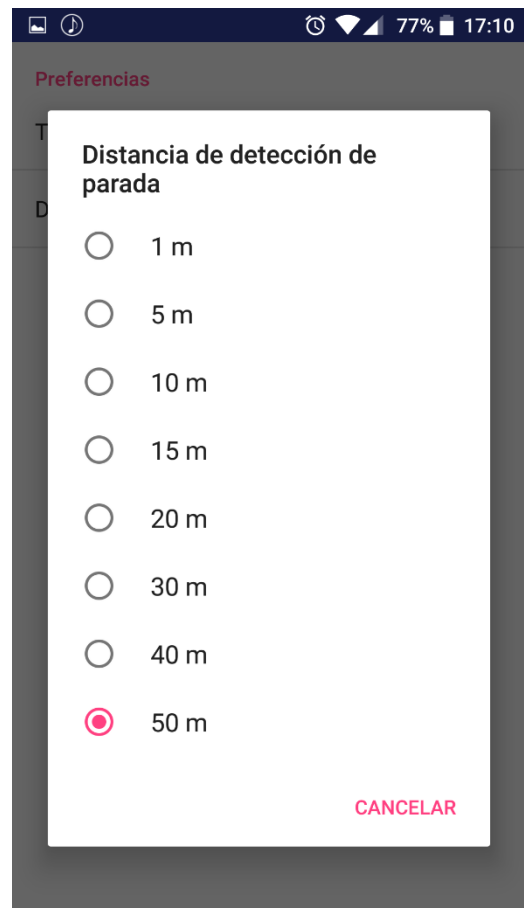 77% 17:10
Preferencias
T
Distancia de detección de
parada
D
1 m
5 m
10 m
15 m
20 m
30 m
40 m
50 m
CANCELAR